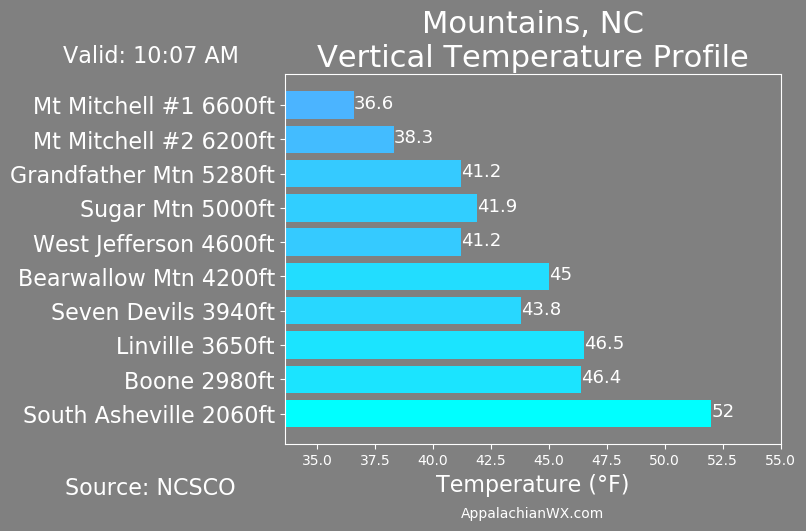 Mountains, NC
Vertical Temperature Profile
Valid: 10:07 AM
Mt Mitchell #1 6600ft 36.6
Mt Mitchell #2 6200ft 38.3
Grandfather Mtn 5280ft 41.2
Sugar Mtn 5000ft 41.9
West Jefferson 4600ft 41.2
Bearwallow Mtn 4200ft 45
Seven Devils 3940ft 43.8
Linville 3650ft 46.5
Boone 2980ft 46.4
South Asheville 2060ft 52
35.0 37.5 40.0 42.5 45.0 47.5 50.0 52.5 55.0
Source: NCSCO
Temperature (°F)
AppalachianWX.com